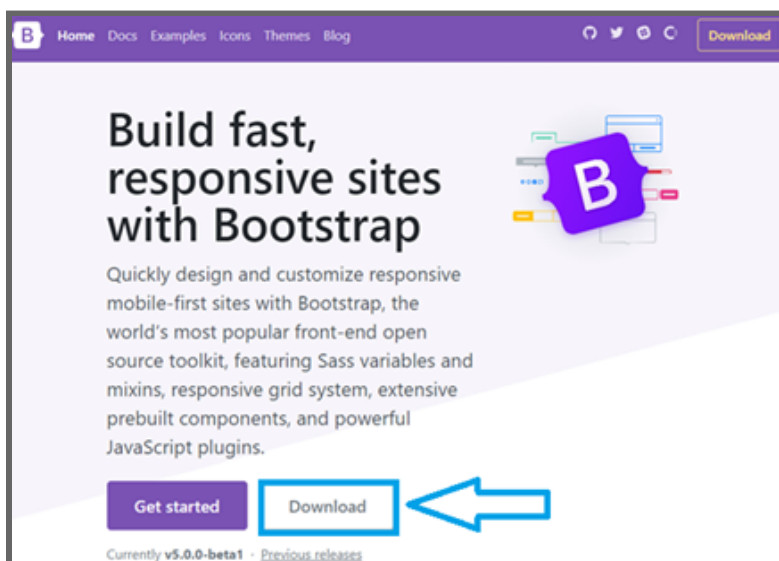 B Home Docs Examples Icons Themes Blog Download
Build fast,
responsive sites
with Bootstrap
B
Quickly design and customize responsive
mobile-first sites with Bootstrap, the
world's most popular front-end open
source toolkit, featuring Sass variables and
mixins, responsive grid system, extensive
prebuilt components, and powerful
JavaScript plugins.
Get started Download
Currently v5.0.0-beta1 · Previous releases